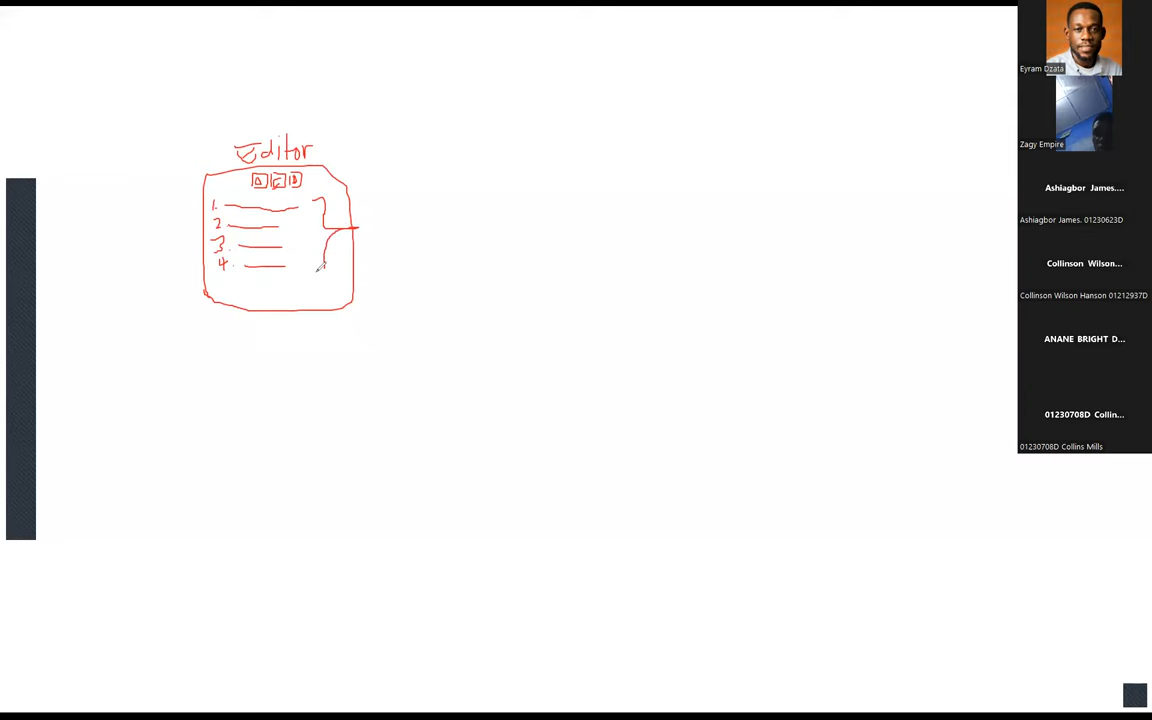 Editor
1.
2
3.
4.
Eyram Dzata
Zagy Empire
Ashiagbor James....
Ashiagbor James. 01230623D
Collinson Wilson...
Collinson Wilson Hanson 01212937D
ANANE BRIGHT D...
01230708D Collin...
01230708D Collins Mills